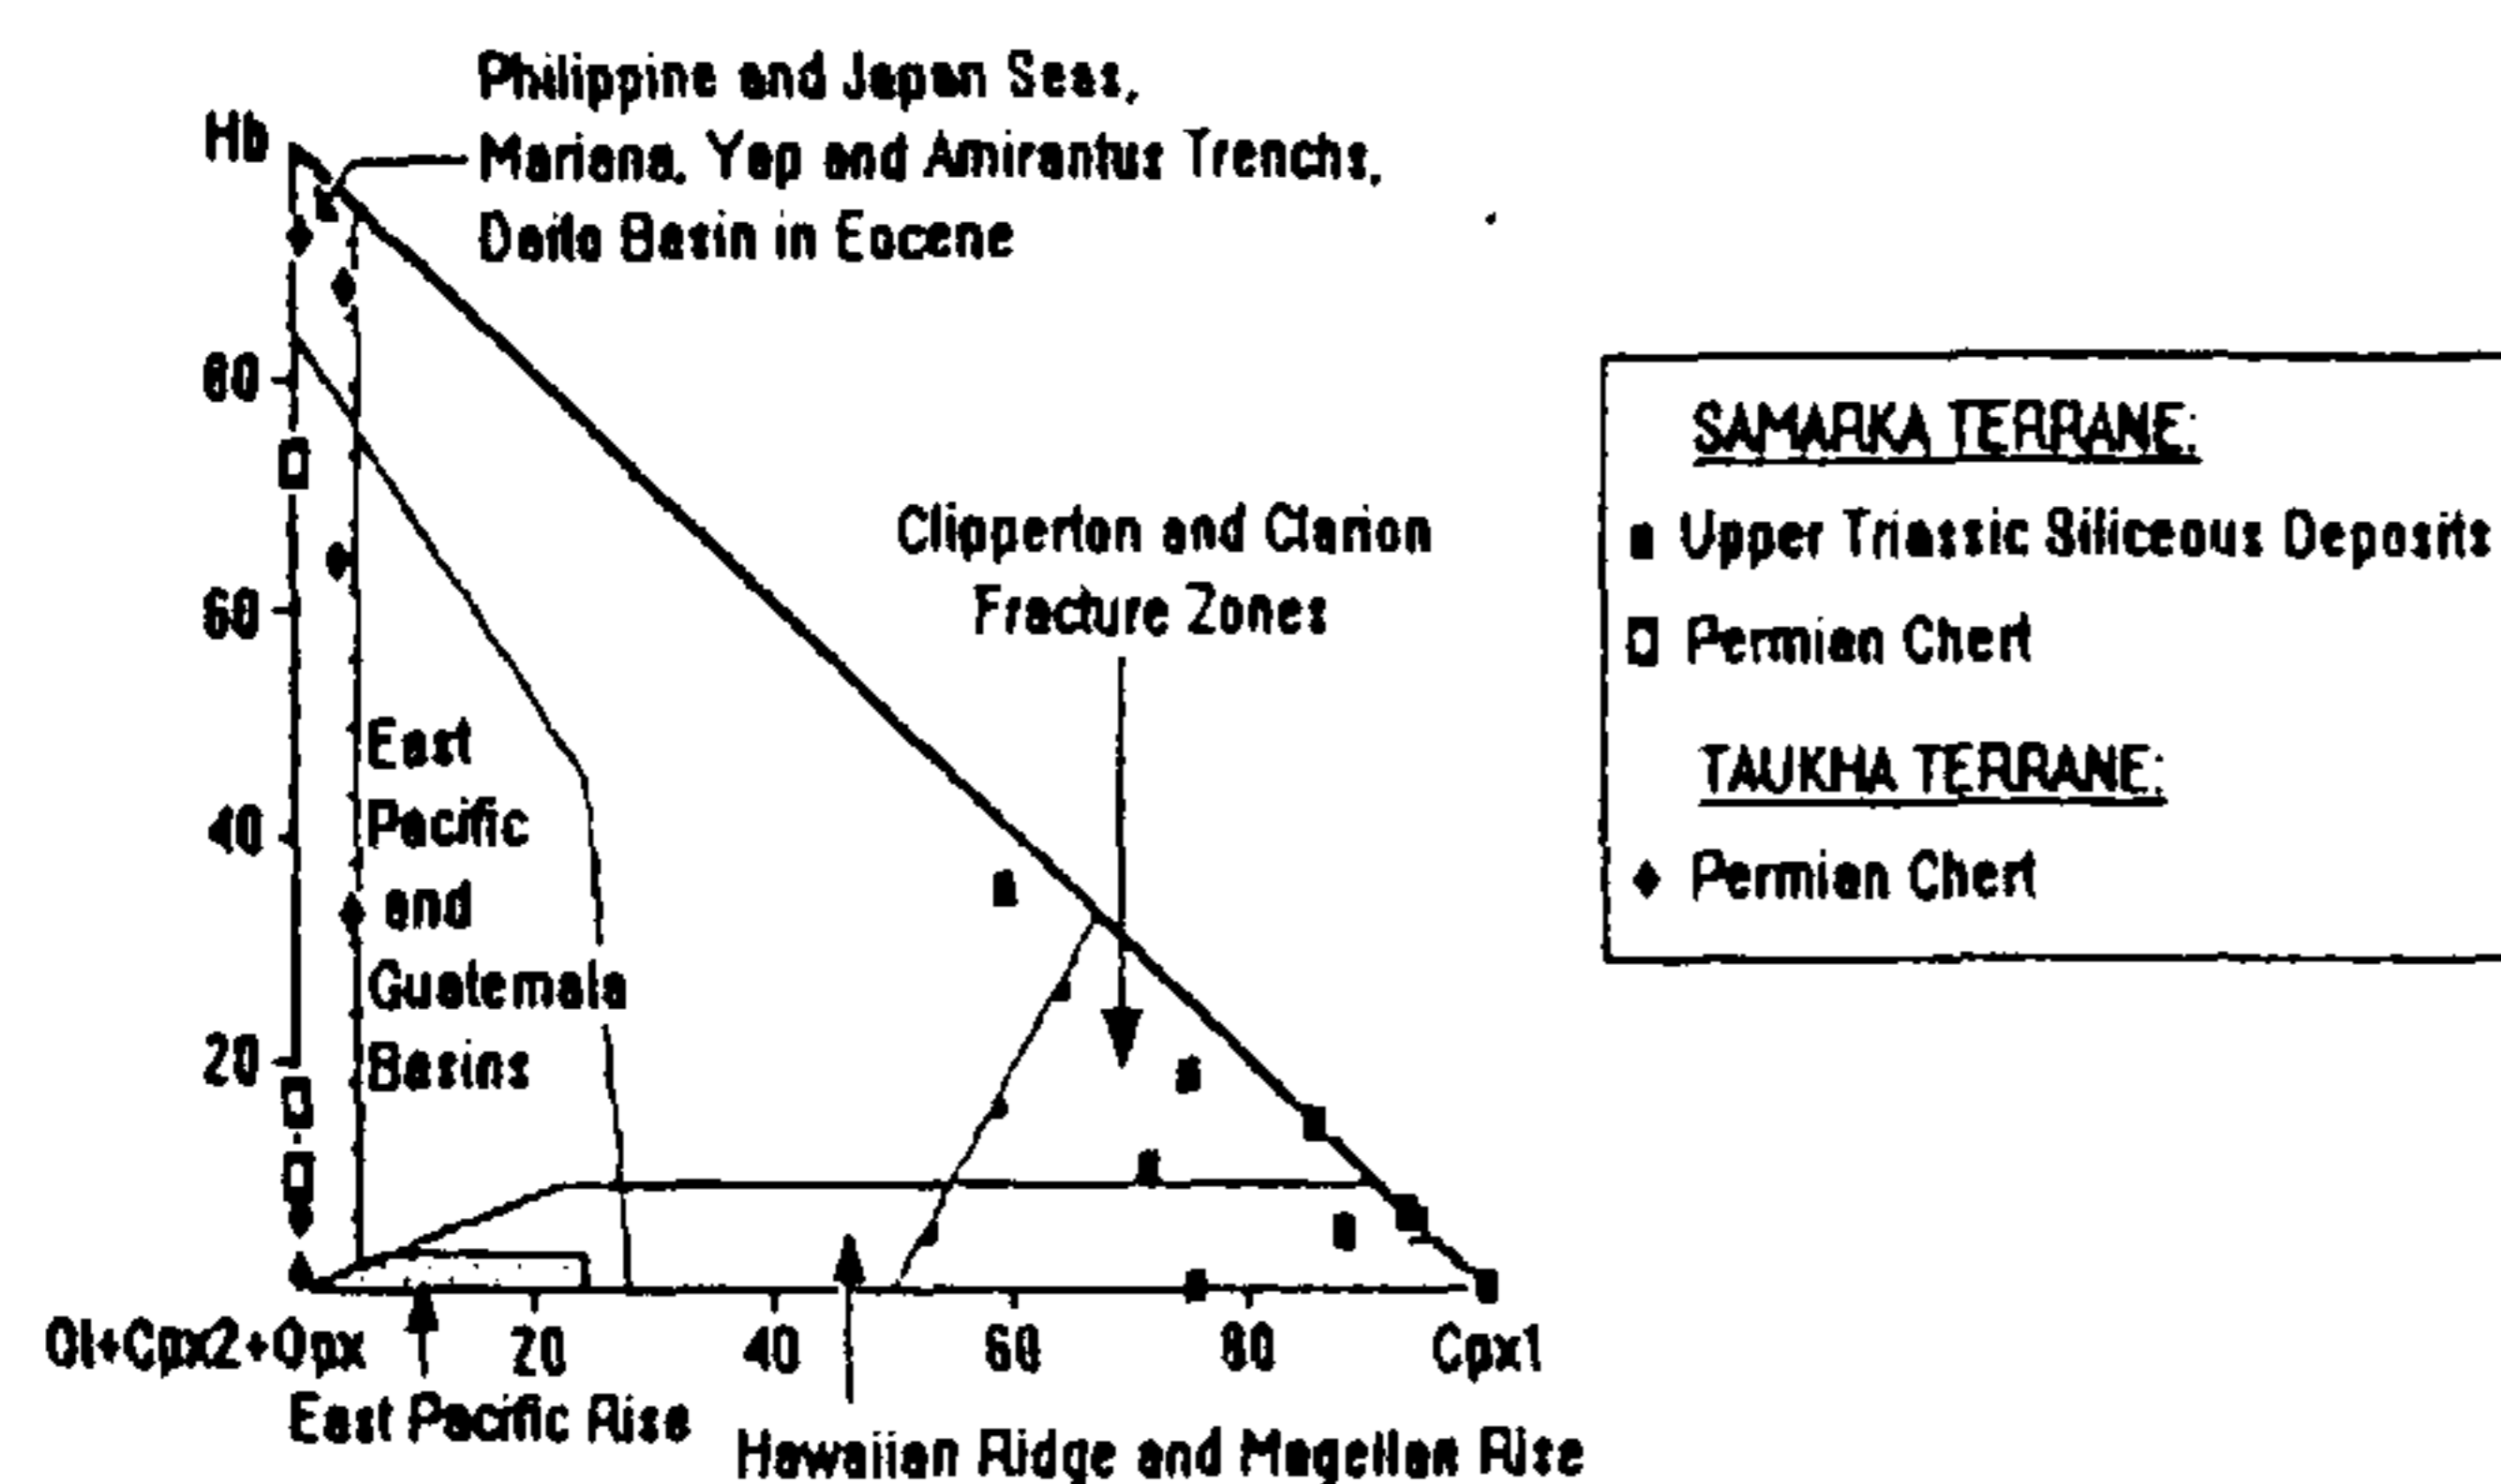 Philippine and Japan Seas,
Mariana, Yap and Amirantus Trenchs,
Daito Basin in Eocene
Hb
80
60
40
20
East
Pacific
and
Guatemala
Basins
Clipperton and Clarion
Fracture Zones
Ol+Cpx2+Opx
20
40
60
80
Cpx1
East Pacific Rise
Hawaiian Ridge and Magellan Rise
SAMARKA TERRANE:
Upper Triassic Siliceous Deposits
Permian Chert
TAUKHA TERRANE:
Permian Chert